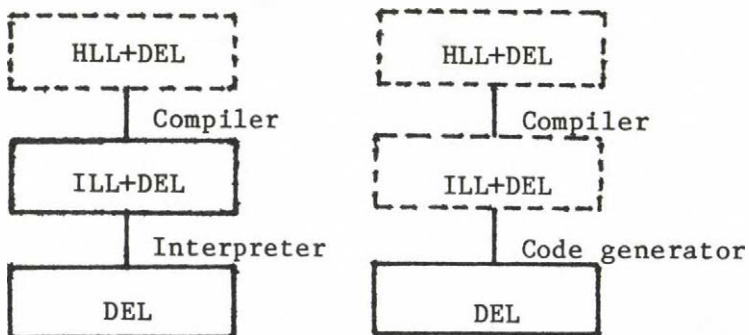 HLL+DEL HLL+DEL
Compiler Compiler
ILL+DEL ILL+DEL
Interpreter Code generator
DEL DEL